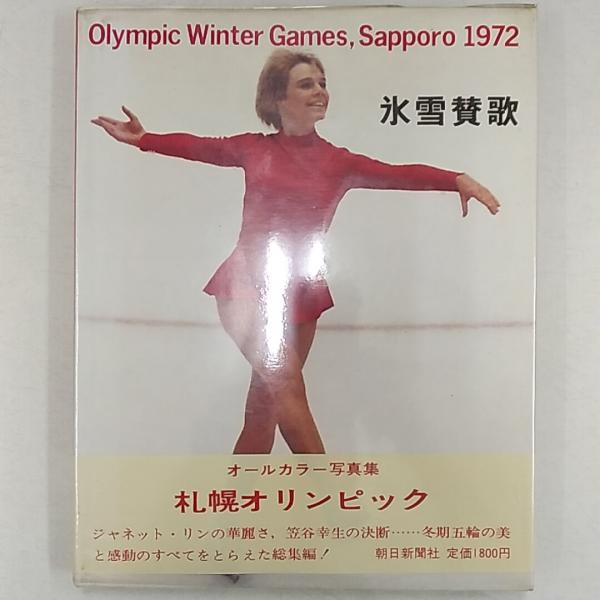 Olympic Winter Games, Sapporo 1972
氷雪賛歌
オールカラー写真集
札幌オリンピック
ジャネット・リンの華麗さ、笠谷幸生の決断……冬期五輪の美
と感動のすべてをとらえた総集編! 朝日新聞社 定価1800円